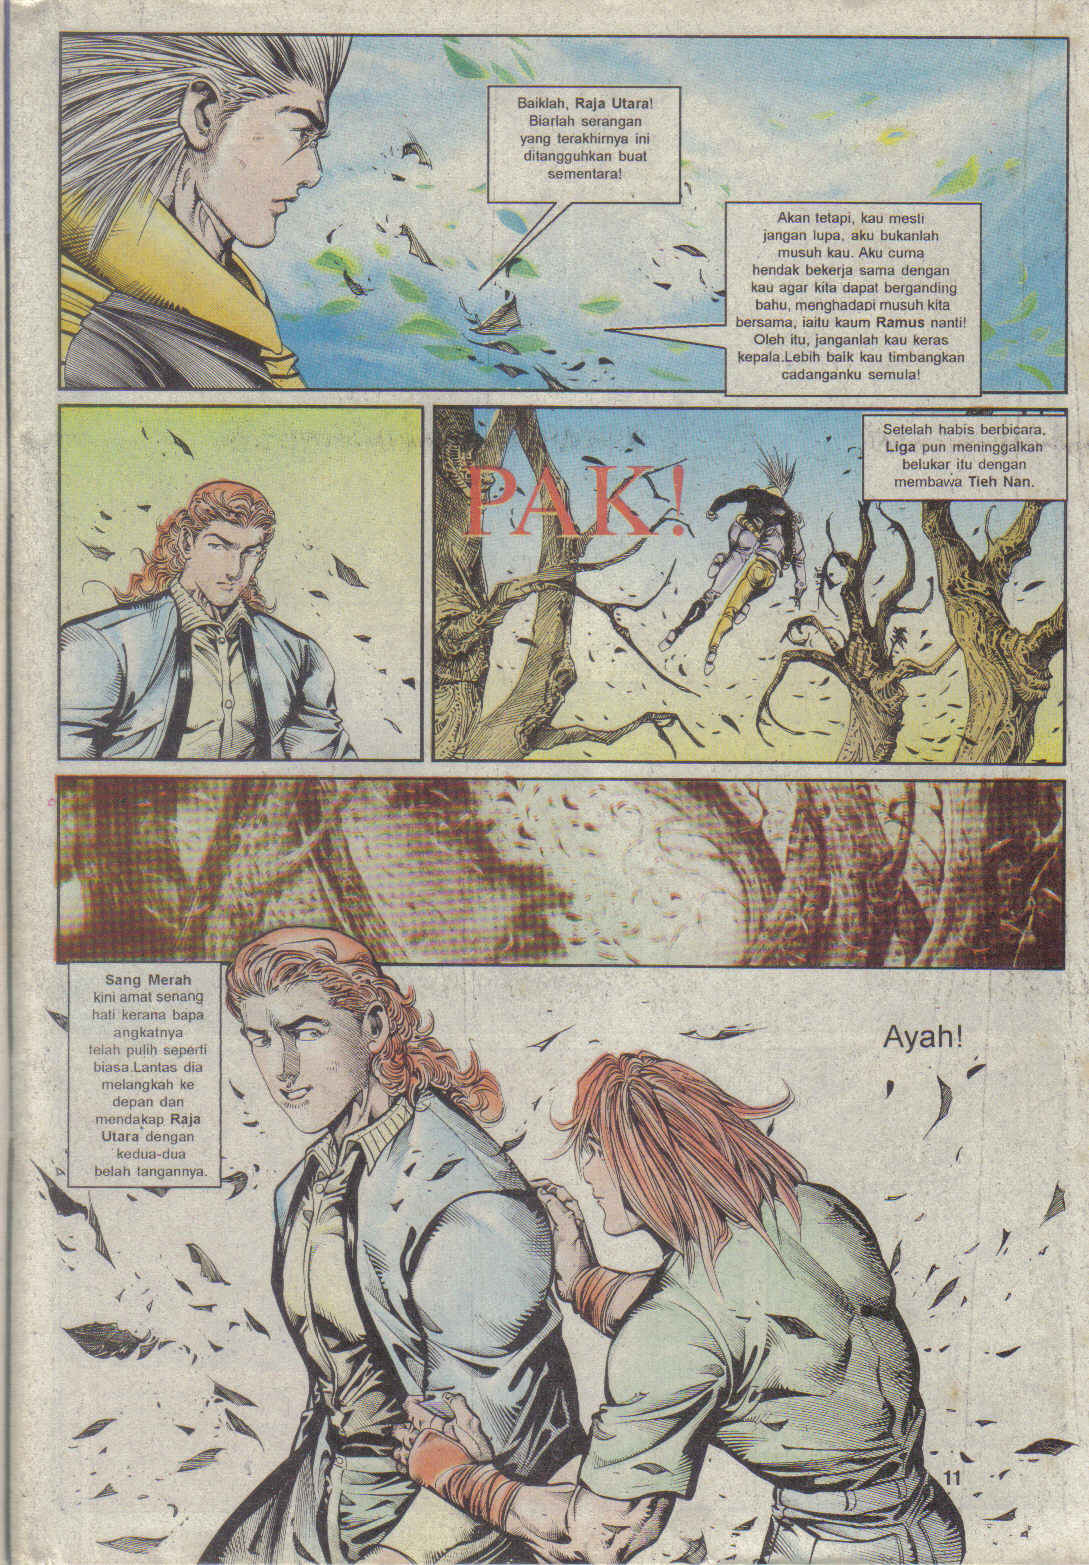 Baiklah, Raja Utara!
Biarlah serangan
yang terakhirnya ini
ditangguhkan buat
sementara!
Akan tetapi, kau mesti
jangan lupa, aku bukanlah
musuh kau. Aku cuma
hendak bekerja sama dengan
kau agar kita dapat berganding
bahu, menghadapi musuh kita
bersama, iaitu kaum Ramus nanti!
Oleh itu, janganlah kau keras
kepala.Lebih baik kau timbangkan
cadanganku semula!
PAK!
Setelah habis berbicara,
Liga pun meninggalkan
belukar itu dengan
membawa Tieh Nan.
Sang Merah
kini amat senang
hati kerana bapa
angkatnya
telah pulih seperti
biasa.Lantas dia
melangkah ke
depan dan
mendakap Raja
Utara dengan
kedua-dua
belah tangannya.
Ayah!
11